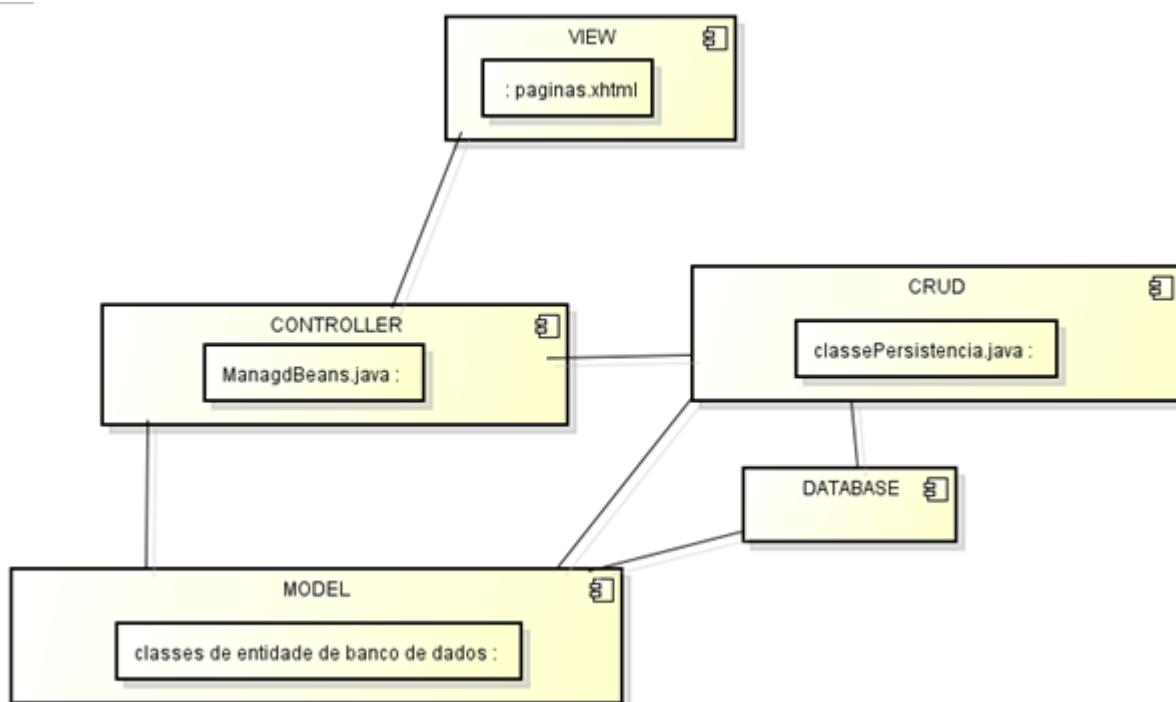 VIEW
: paginas.xhtml
CRUD
classePersistencia.java :
CONTROLLER
ManagdBeans.java :
DATABASE
MODEL
classes de entidade de banco de dados :